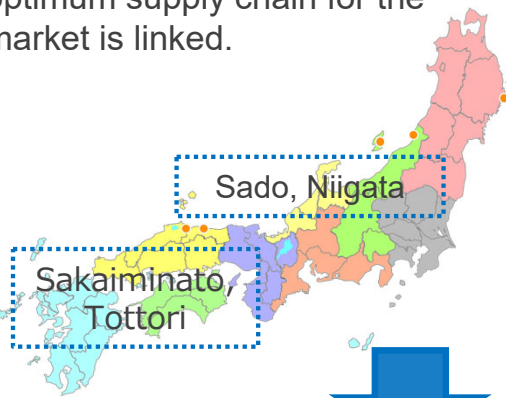 optimum supply chain for the
market is linked.
Sado, Niigata
Sakaiminato,
Tottori